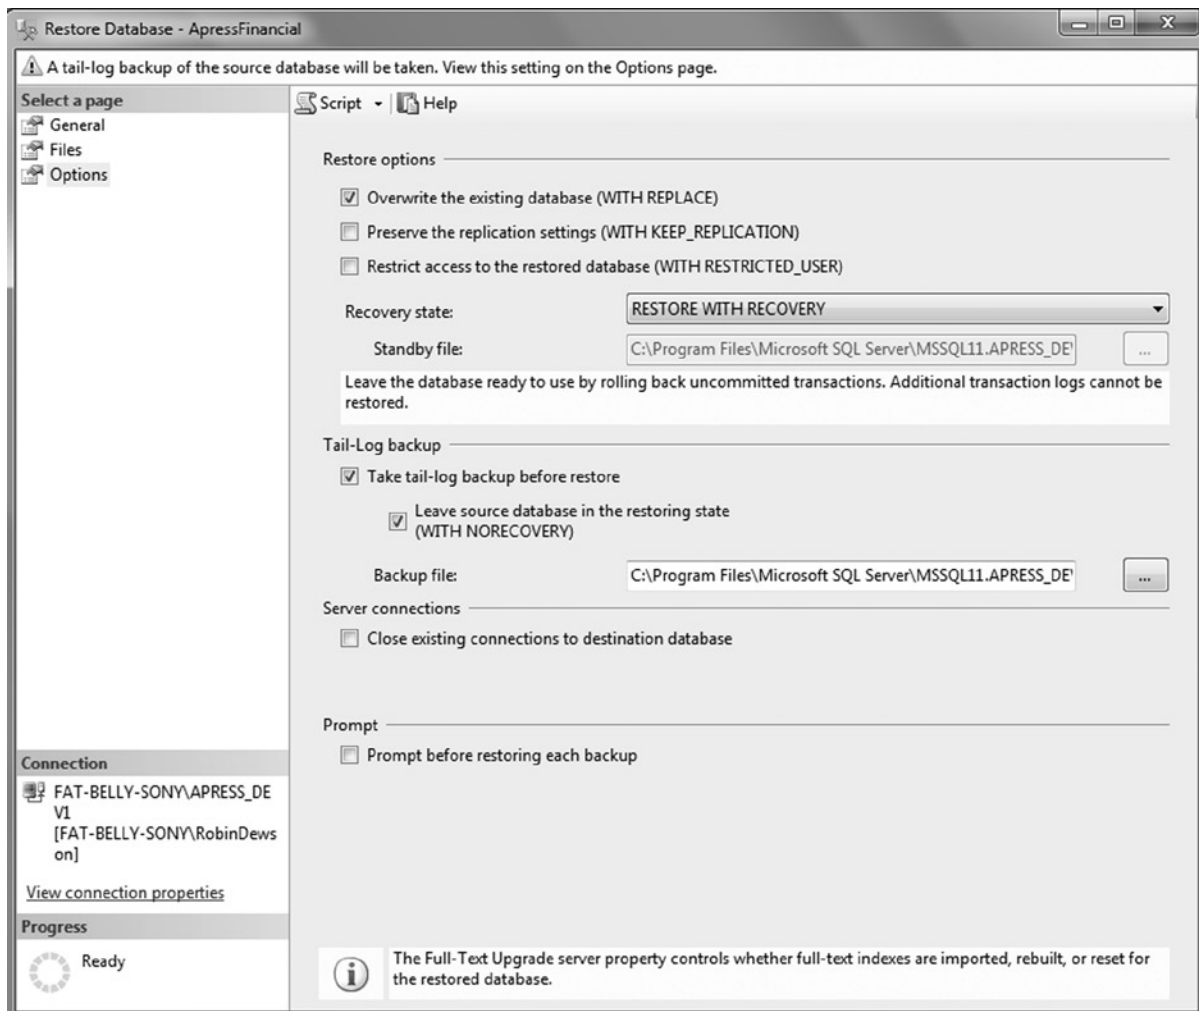 Restore Database - ApressFinancial
A tail-log backup of the source database will be taken. View this setting on the Options page.
Select a page
General
Files
Options
Script
Help
Restore options
Overwrite the existing database (WITH REPLACE)
Preserve the replication settings (WITH KEEP_REPLICATION)
Restrict access to the restored database (WITH RESTRICTED_USER)
Recovery state:
RESTORE WITH RECOVERY
Standby file:
C:\Program Files\Microsoft SQL Server\MSSQL11.APRESS_DE
...
Leave the database ready to use by rolling back uncommitted transactions. Additional transaction logs cannot be
restored.
Tail-Log backup
Take tail-log backup before restore
Leave source database in the restoring state
(WITH NORECOVERY)
Backup file:
C:\Program Files\Microsoft SQL Server\MSSQL11.APRESS_DE
...
Server connections
Close existing connections to destination database
Prompt
Prompt before restoring each backup
Connection
FAT-BELLY-SONY\APRESS_DE
V1
[FAT-BELLY-SONY\RobinDews
on]
View connection properties
Progress
Ready
The Full-Text Upgrade server property controls whether full-text indexes are imported, rebuilt, or reset for
the restored database.